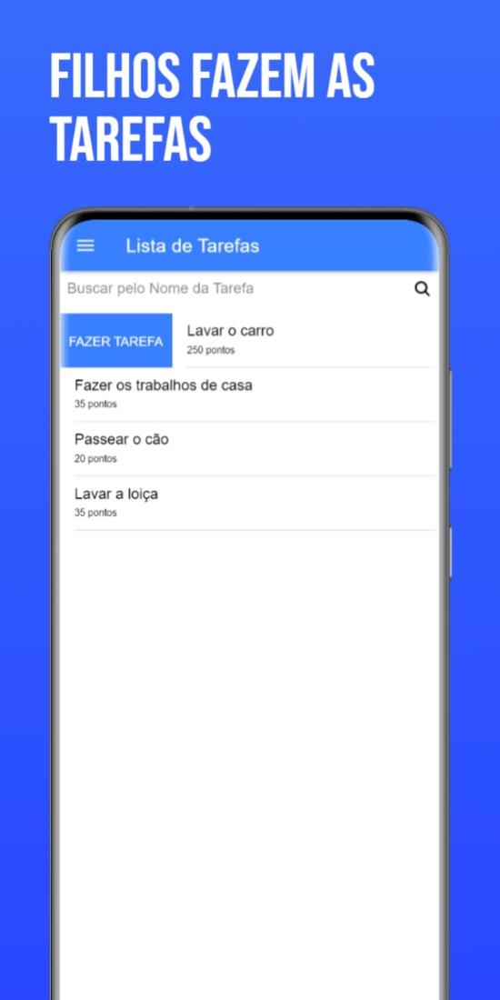 FILHOS FAZEM AS
TAREFAS
Lista de Tarefas
Buscar pelo Nome da Tarefa
FAZER TAREFA
Lavar o carro
250 pontos
Fazer os trabalhos de casa
35 pontos
Passear o cão
20 pontos
Lavar a loiça
35 pontos